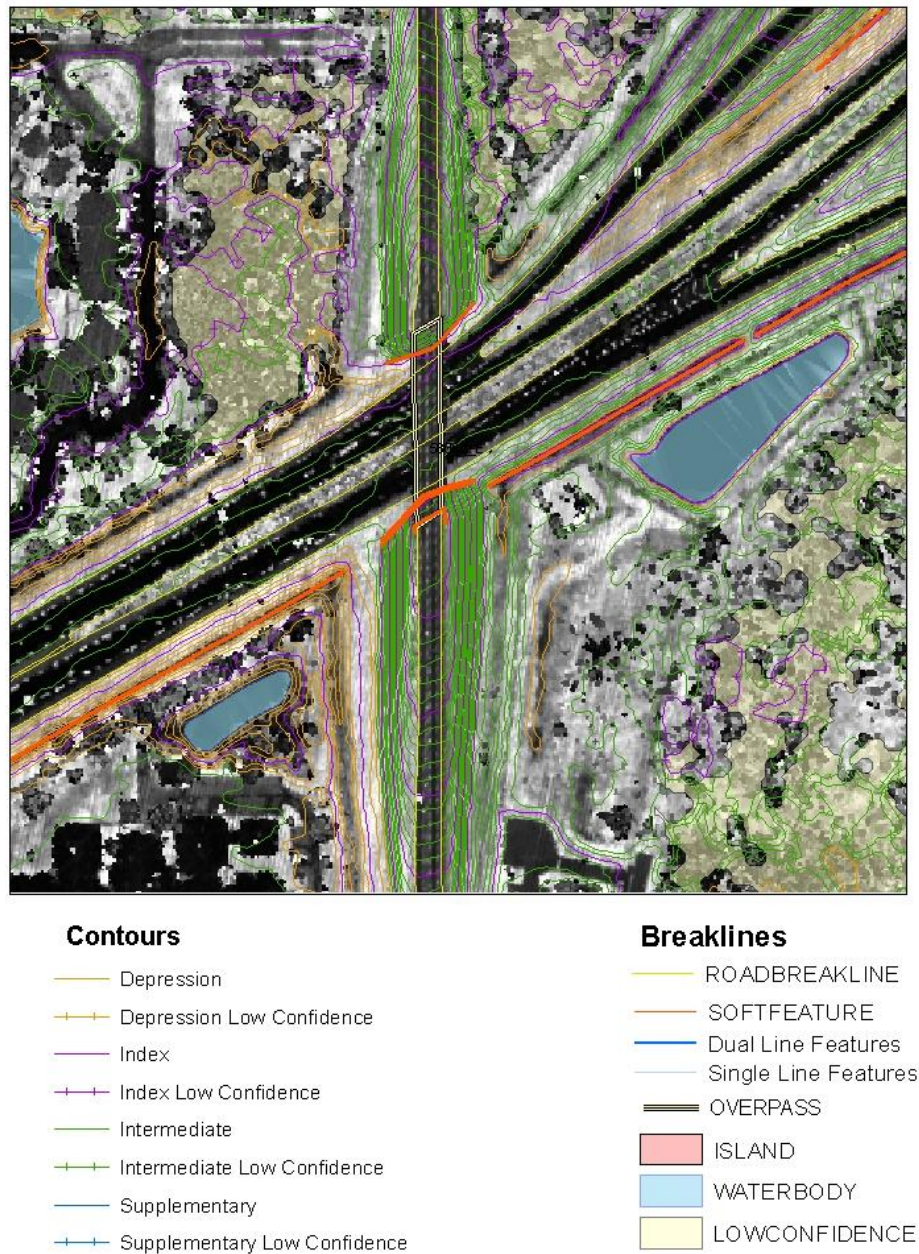 Contours
Depression
Depression Low Confidence
Index
Index Low Confidence
Intermediate
Intermediate Low Confidence
Supplementary
Supplementary Low Confidence
Breaklines
ROADBREAKLINE
SOFTFEATURE
Dual Line Features
Single Line Features
OVERPASS
ISLAND
WATERBODY
LOWCONFIDENCE